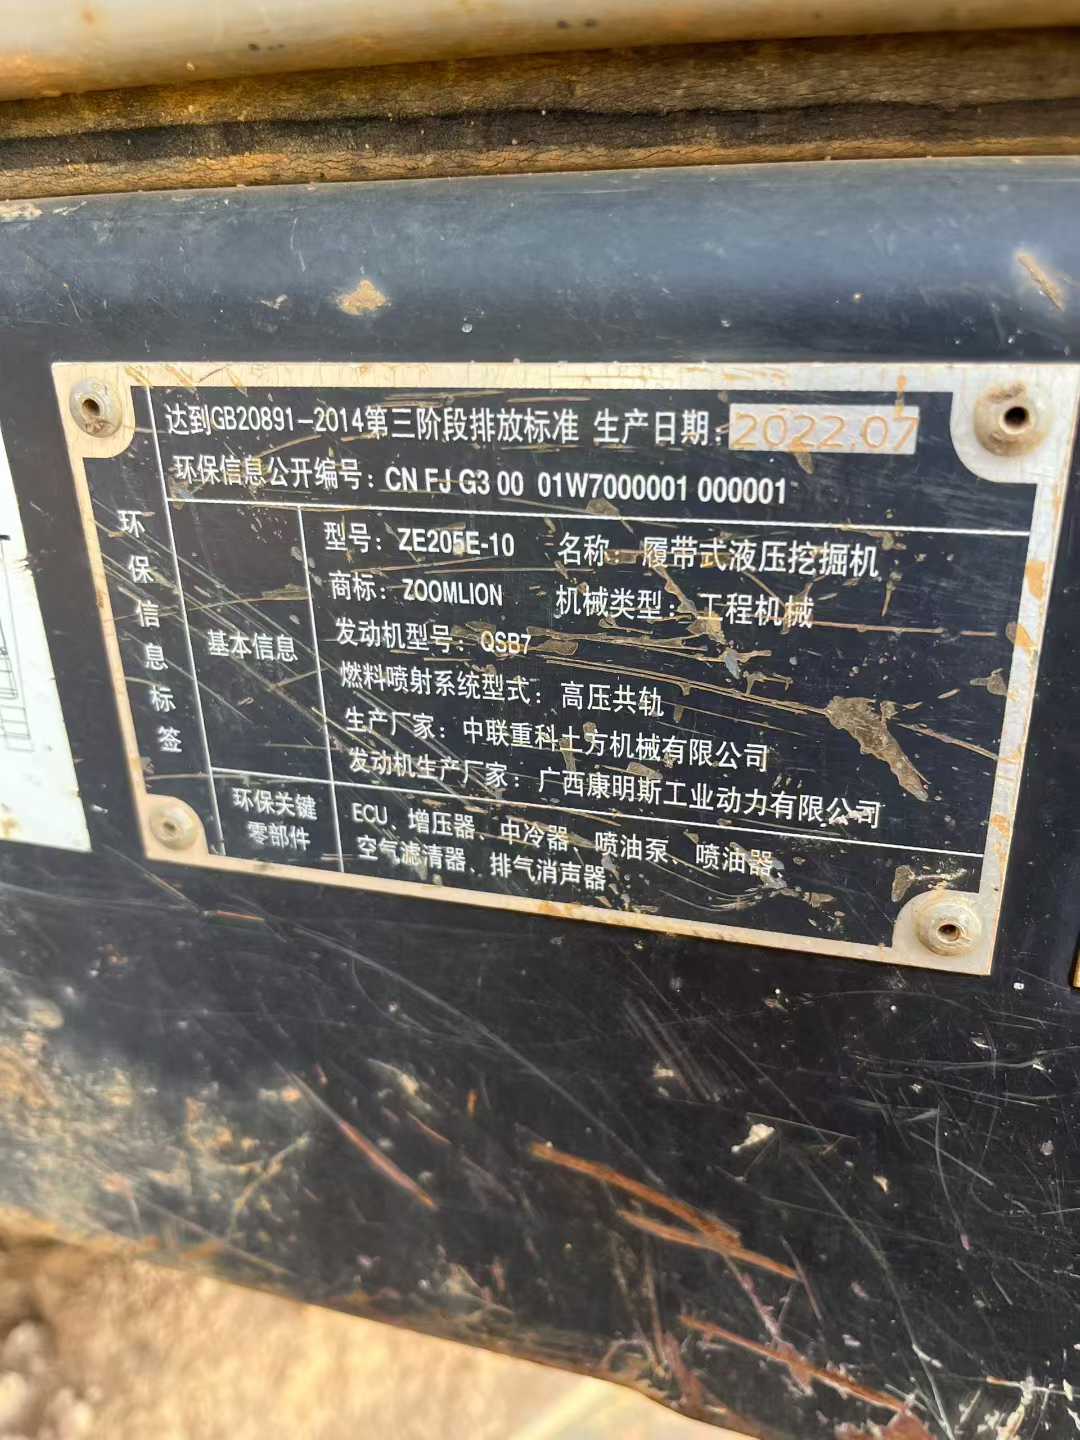 达到GB20891-2014第三阶段排放标准 生产日期: 2022.07
环保信息公开编号: CN FJ G3 00 01W7000001 000001
环保信息标签
基本信息
型号: ZE205E-10 名称: 履带式液压挖掘机
商标: ZOOMLION 机械类型: 工程机械
发动机型号: QSB7
燃料喷射系统型式: 高压共轨
生产厂家: 中联重科土方机械有限公司
发动机生产厂家: 广西康明斯工业动力有限公司
环保关键
零部件
ECU、增压器、中冷器、喷油泵、喷油器、
空气滤清器、排气消声器